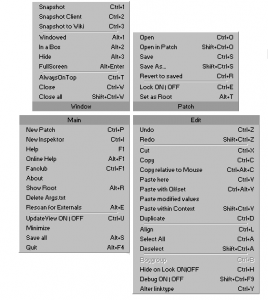 Snapshot Ctrl+1
Snapshot Client Ctrl+2
Snapshot to Wiki Ctrl+3
Windowed Alt+1
In a Box Alt+2
Hide Alt+3
FullScreen Alt+Enter
AlwaysOnTop Ctrl+T
Close Ctrl+W
Close all Shift+Ctrl+W
Window
Open Ctrl+O
Open in Patch Shift+Ctrl+O
Save Ctrl+S
Save As... Shift+Ctrl+S
Revert to saved Ctrl+R
Lock ON | OFF Ctrl+E
Set as Root Alt+T
Patch
Main
New Patch Ctrl+P
New Inspektor Ctrl+I
Help F1
Online Help Alt+F1
Fanclub Ctrl+F1
About
Show Root Alt+R
Delete Args.txt
Rescan for Externals Alt+E
UpdateView ON | OFF Ctrl+U
Minimize
Save all Alt+S
Quit Alt+F4
Edit
Undo Ctrl+Z
Redo Shift+Ctrl+Z
Cut Ctrl+X
Copy Ctrl+C
Copy relative to Mouse Ctrl+Alt+C
Paste here Ctrl+V
Paste with Offset Ctrl+Alt+V
Paste modified values
Paste within Content Shift+Ctrl+V
Duplicate Ctrl+D
Align Ctrl+L
Select All Ctrl+A
Deselect Shift+Ctrl+A
Hide on Lock ON|OFF Ctrl+H
Debug ON | OFF Shift+Ctrl+F9
Alter linktype Ctrl+Y